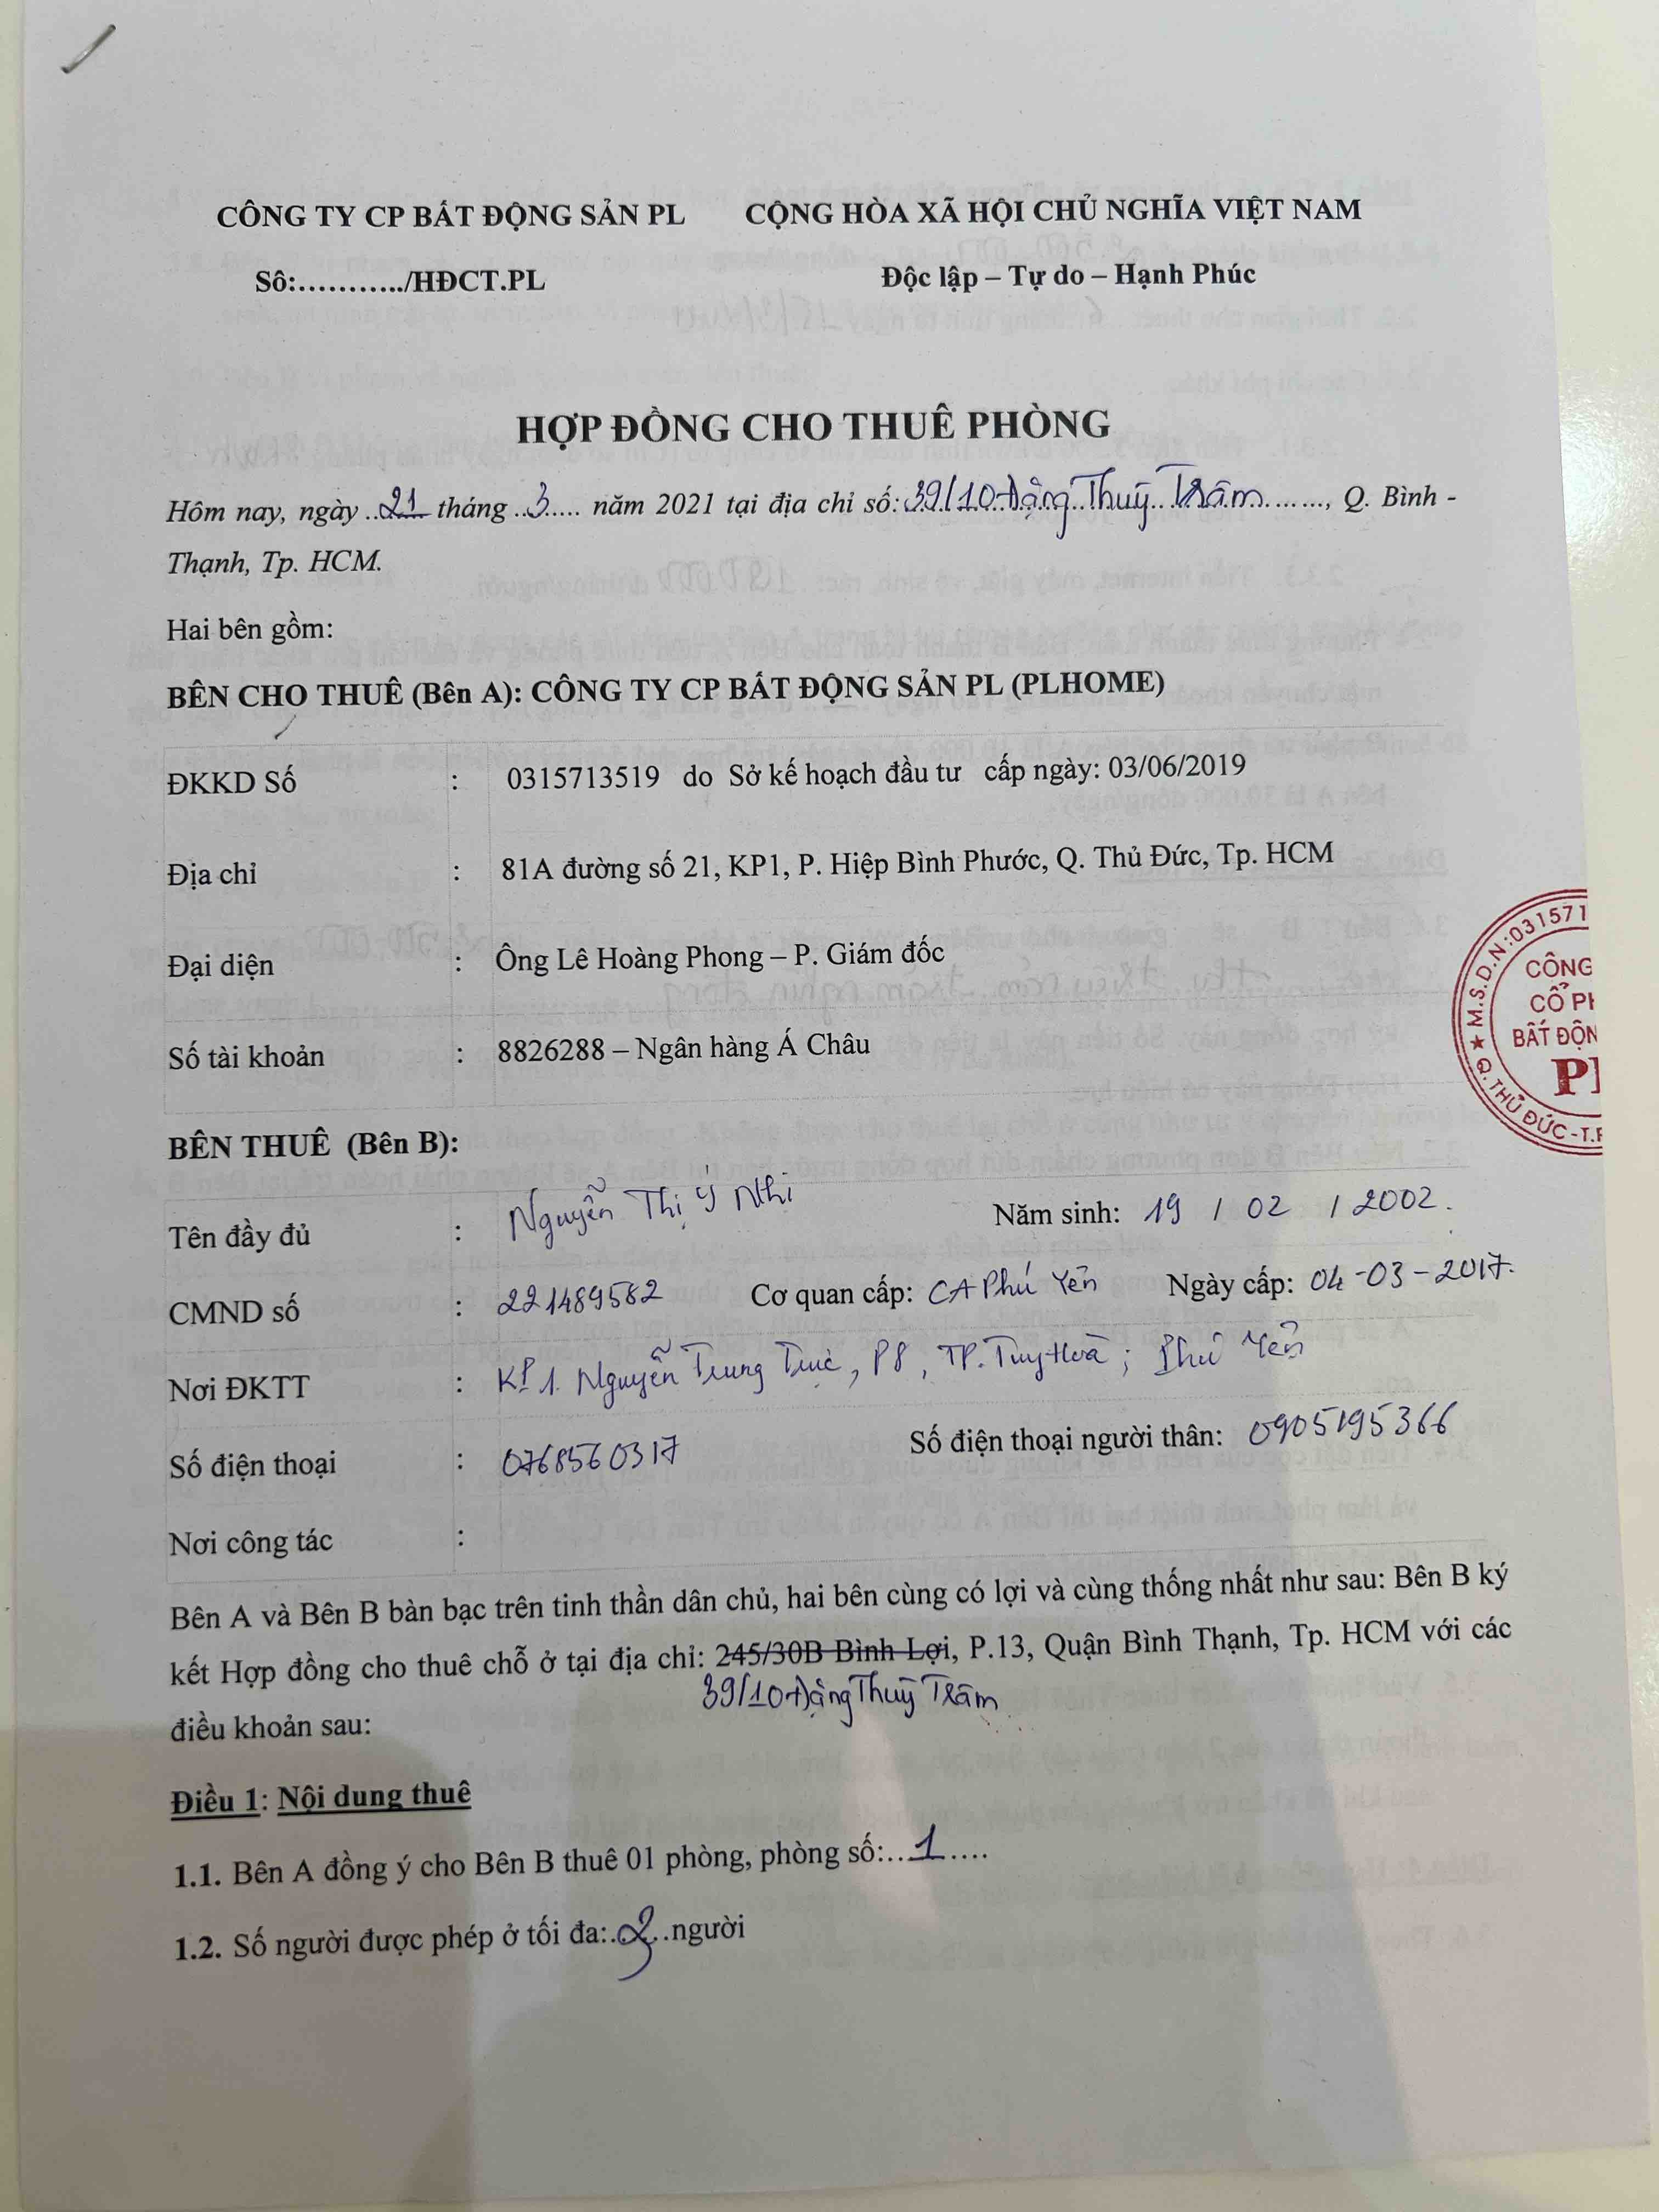 CÔNG TY CP BẤT ĐỘNG SẢN PL CỘNG HÒA XÃ HỘI CHỦ NGHĨA VIỆT NAM
Số:.........../HĐCT.PL Độc lập – Tự do – Hạnh Phúc
HỢP ĐỒNG CHO THUÊ PHÒNG
Hôm nay, ngày ..21.. tháng ..3.... năm 2021 tại địa chỉ số: 39/10 Đặng Thuỳ Trâm ......., Q. Bình -
Thạnh, Tp. HCM.
Hai bên gồm:
BÊN CHO THUÊ (Bên A): CÔNG TY CP BẤT ĐỘNG SẢN PL (PLHOME)
ĐKKD Số : 0315713519 do Sở kế hoạch đầu tư cấp ngày: 03/06/2019
Địa chỉ : 81A đường số 21, KP1, P. Hiệp Bình Phước, Q. Thủ Đức, Tp. HCM
Đại diện : Ông Lê Hoàng Phong – P. Giám đốc
Số tài khoản : 8826288 – Ngân hàng Á Châu
M.S.D.N:031571
CÔNG
CỔ PH
BẤT ĐỘN
PL
★ Q. THỦ ĐỨC - T.P
BÊN THUÊ (Bên B):
Tên đầy đủ : Nguyễn Thị Ý Nhi Năm sinh: 19 / 02 / 2002.
CMND số : 221489582 Cơ quan cấp: CA Phú Yên Ngày cấp: 04-03-2017.
Nơi ĐKTT : KP 1. Nguyễn Trung Trực, P8, TP. Tuy Hoà; Phú Yên
Số điện thoại : 0768560317 Số điện thoại người thân: 0905195366
Nơi công tác :
Bên A và Bên B bàn bạc trên tinh thần dân chủ, hai bên cùng có lợi và cùng thống nhất như sau: Bên B ký
kết Hợp đồng cho thuê chỗ ở tại địa chỉ: 245/30B Bình Lợi, P.13, Quận Bình Thạnh, Tp. HCM với các
39/10 Đặng Thuỳ Trâm
điều khoản sau:
Điều 1: Nội dung thuê
1.1. Bên A đồng ý cho Bên B thuê 01 phòng, phòng số:..1....
1.2. Số người được phép ở tối đa:.2..người